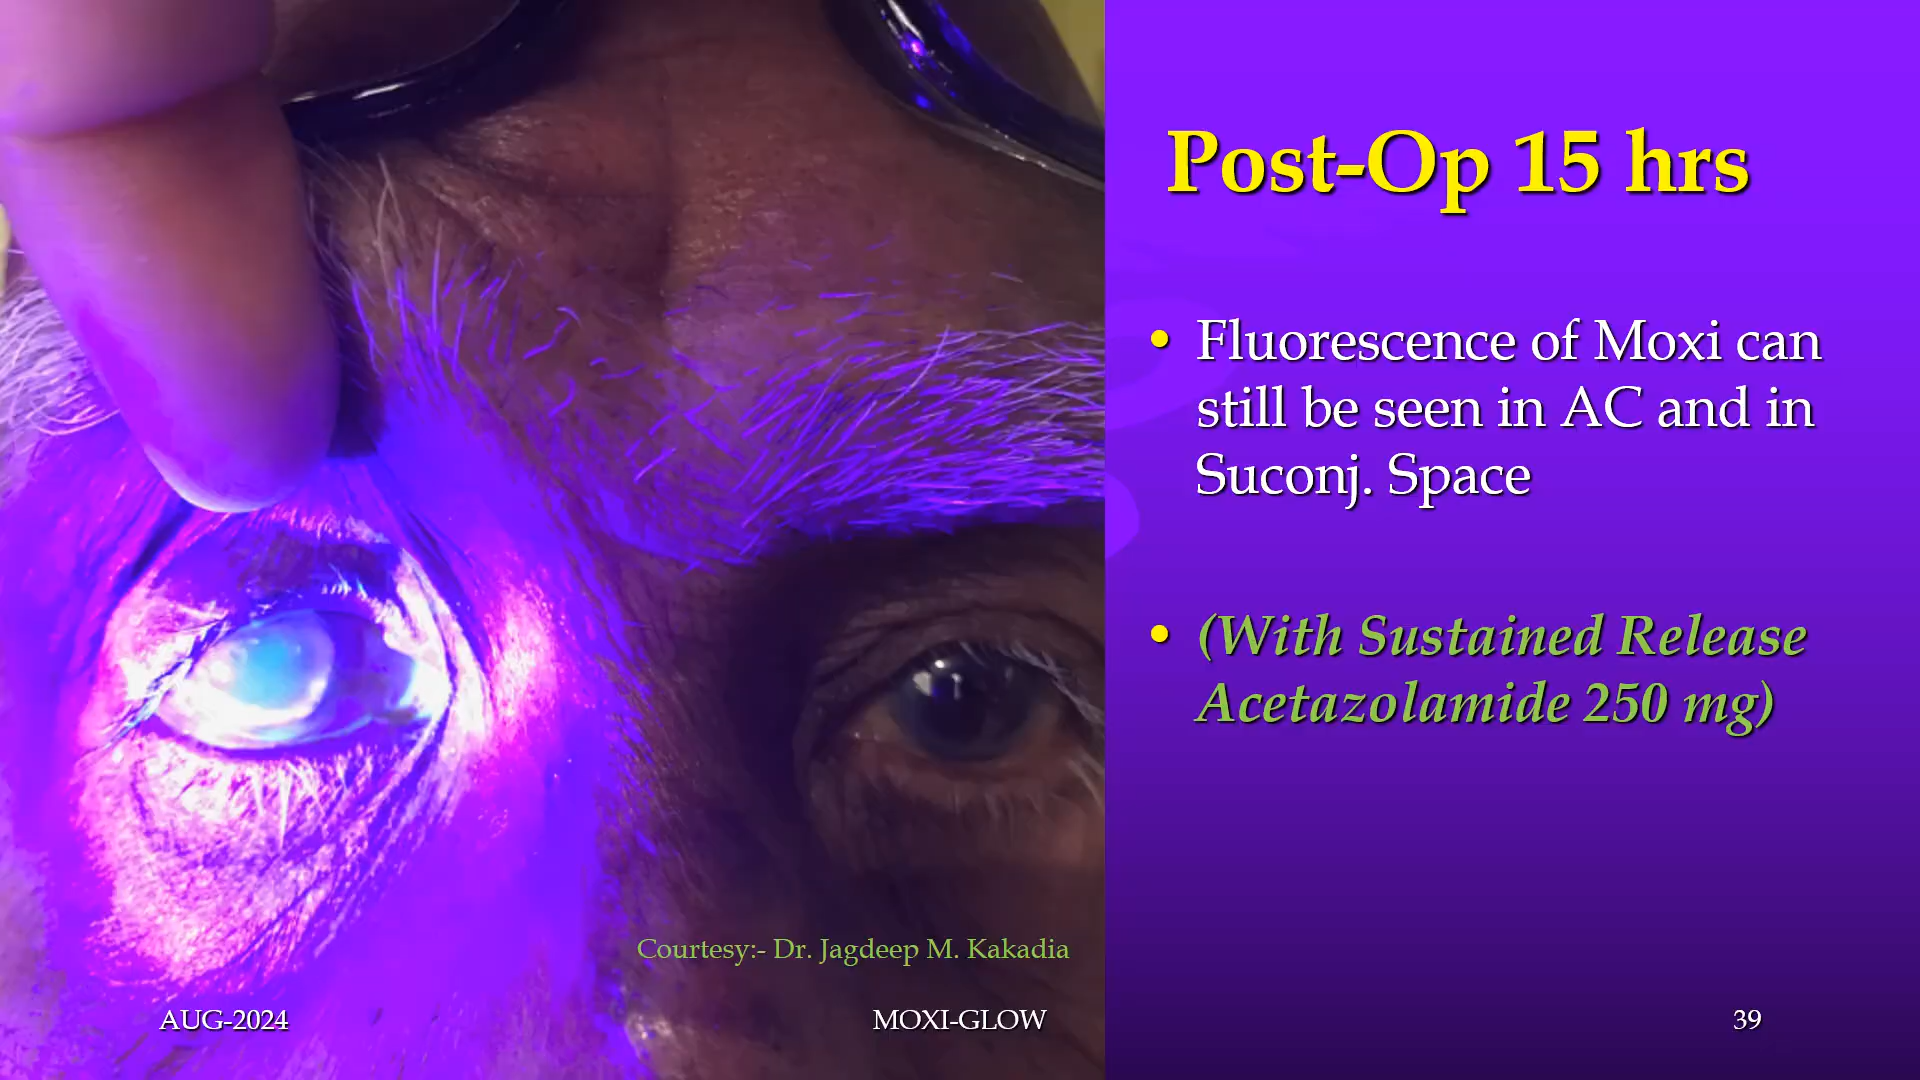 Post-Op 15 hrs
• Fluorescence of Moxi can
still be seen in AC and in
Suconj. Space
• (With Sustained Release
Acetazolamide 250 mg)
Courtesy:- Dr. Jagdeep M. Kakadia
AUG-2024
MOXI-GLOW
39